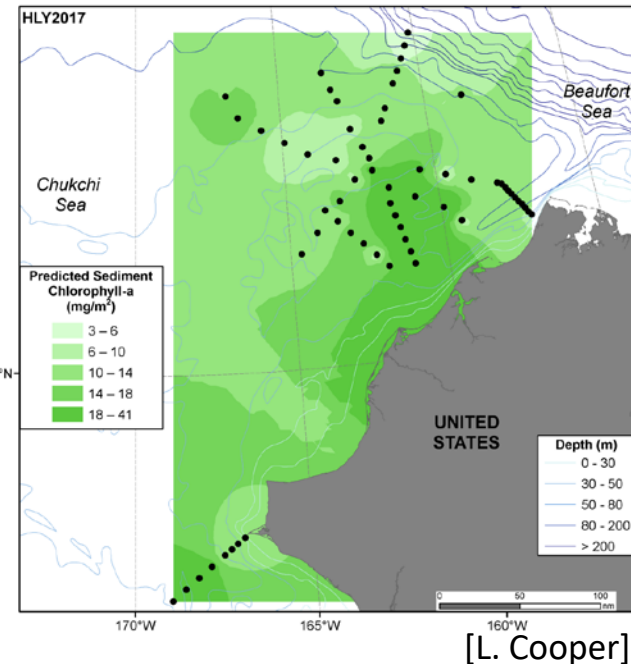 HLY2017
Beaufort
Sea
Chukchi
Sea
Predicted Sediment
Chlorophyll-a
(mg/m²)
3 – 6
6 – 10
10 – 14
14 – 18
18 – 41
°N
UNITED
STATES
Depth (m)
0 - 30
30 - 50
50 - 80
80 - 200
> 200
0 50 100
nm
170°W 165°W 160°W
[L. Cooper]